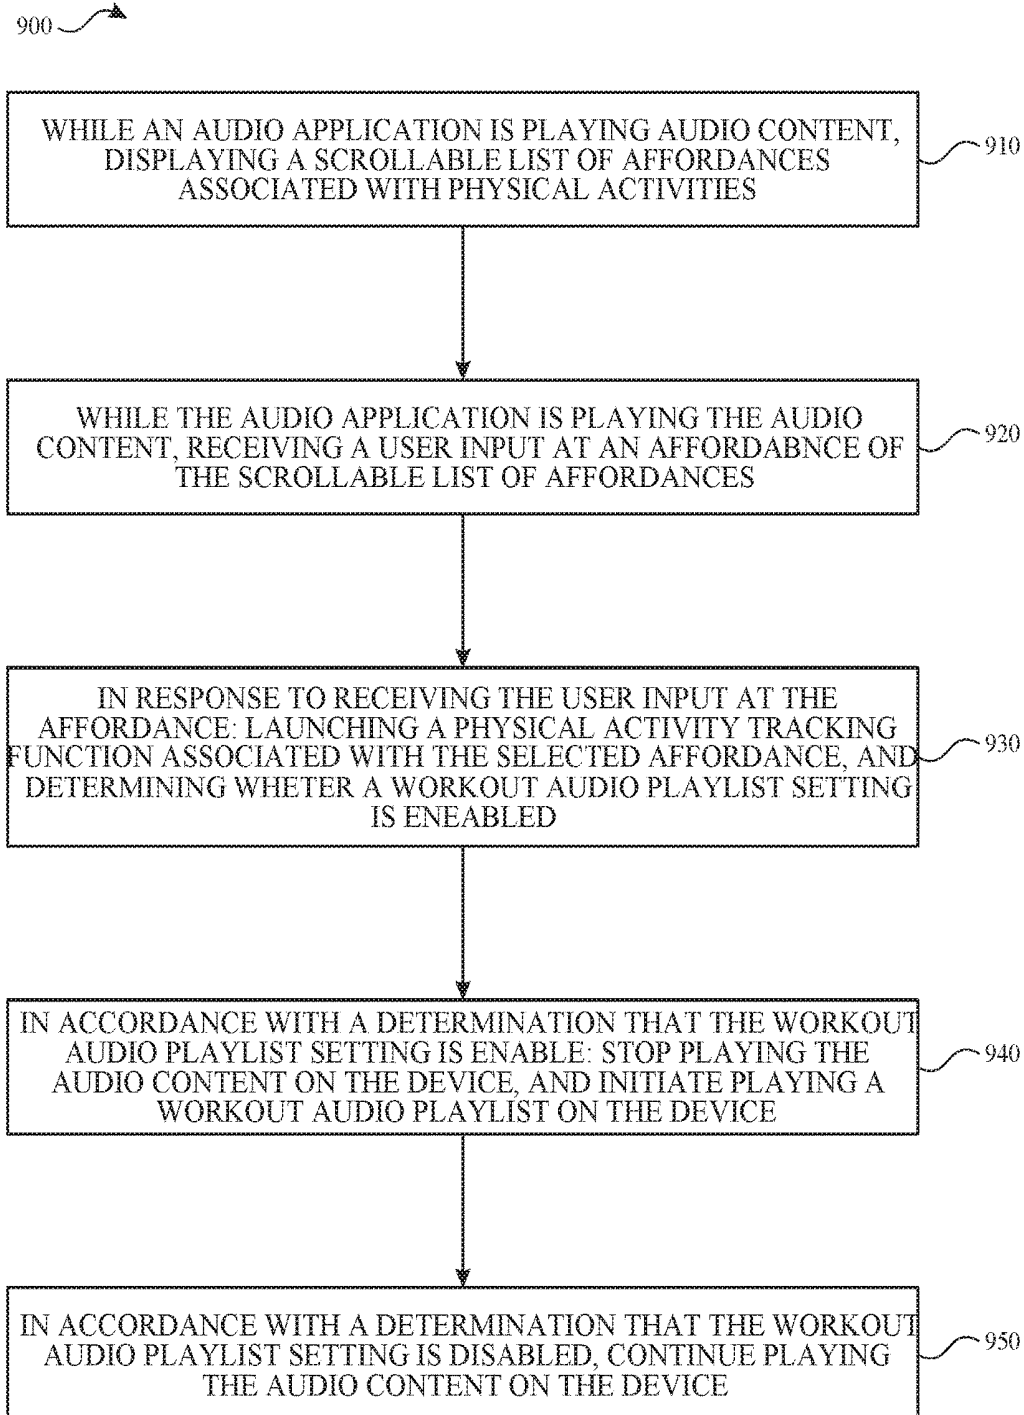 900
WHILE AN AUDIO APPLICATION IS PLAYING AUDIO CONTENT,
DISPLAYING A SCROLLABLE LIST OF AFFORDANCES
ASSOCIATED WITH PHYSICAL ACTIVITIES
910
WHILE THE AUDIO APPLICATION IS PLAYING THE AUDIO
CONTENT, RECEIVING A USER INPUT AT AN AFFORDABNCE OF
THE SCROLLABLE LIST OF AFFORDANCES
920
IN RESPONSE TO RECEIVING THE USER INPUT AT THE
AFFORDANCE: LAUNCHING A PHYSICAL ACTIVITY TRACKING
FUNCTION ASSOCIATED WITH THE SELECTED AFFORDANCE, AND
DETERMINING WHETER A WORKOUT AUDIO PLAYLIST SETTING
IS ENEABLED
930
IN ACCORDANCE WITH A DETERMINATION THAT THE WORKOUT
AUDIO PLAYLIST SETTING IS ENABLE: STOP PLAYING THE
AUDIO CONTENT ON THE DEVICE, AND INITIATE PLAYING A
WORKOUT AUDIO PLAYLIST ON THE DEVICE
940
IN ACCORDANCE WITH A DETERMINATION THAT THE WORKOUT
AUDIO PLAYLIST SETTING IS DISABLED, CONTINUE PLAYING
THE AUDIO CONTENT ON THE DEVICE
950